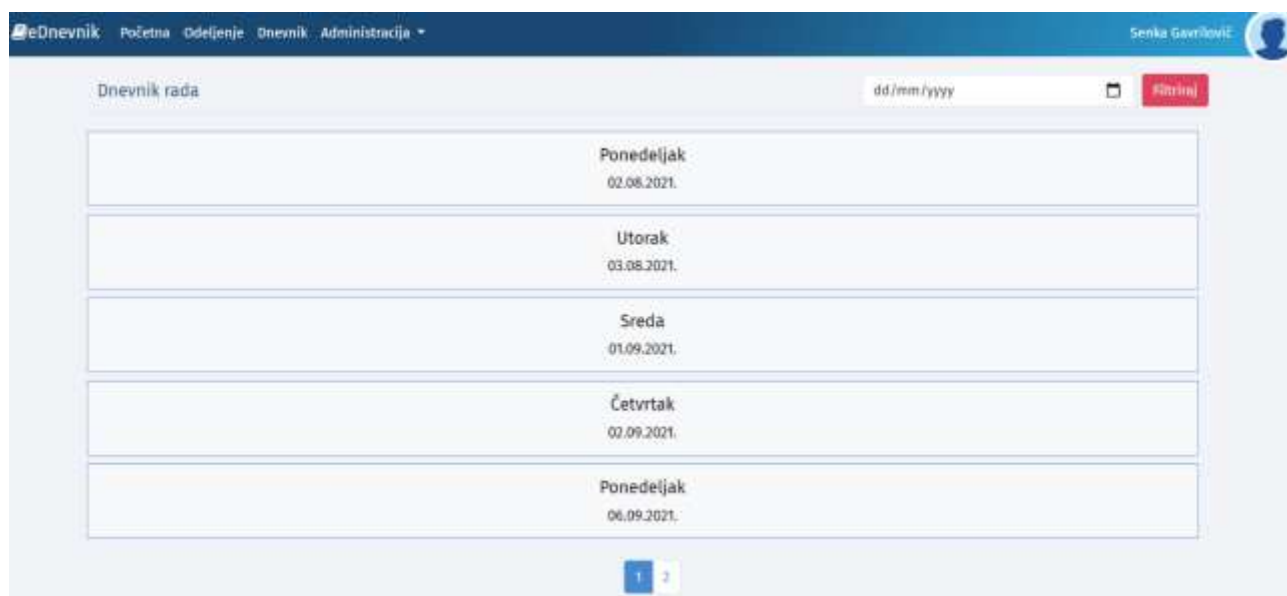 eDnevnik Početna Odeljenje Dnevnik Administracija Senka Gavrilović
Dnevnik rada dd/mm/yyyy Filtriraj
Ponedeljak
02.08.2021.
Utorak
03.08.2021.
Sreda
01.09.2021.
Četvrtak
02.09.2021.
Ponedeljak
06.09.2021.
1 2